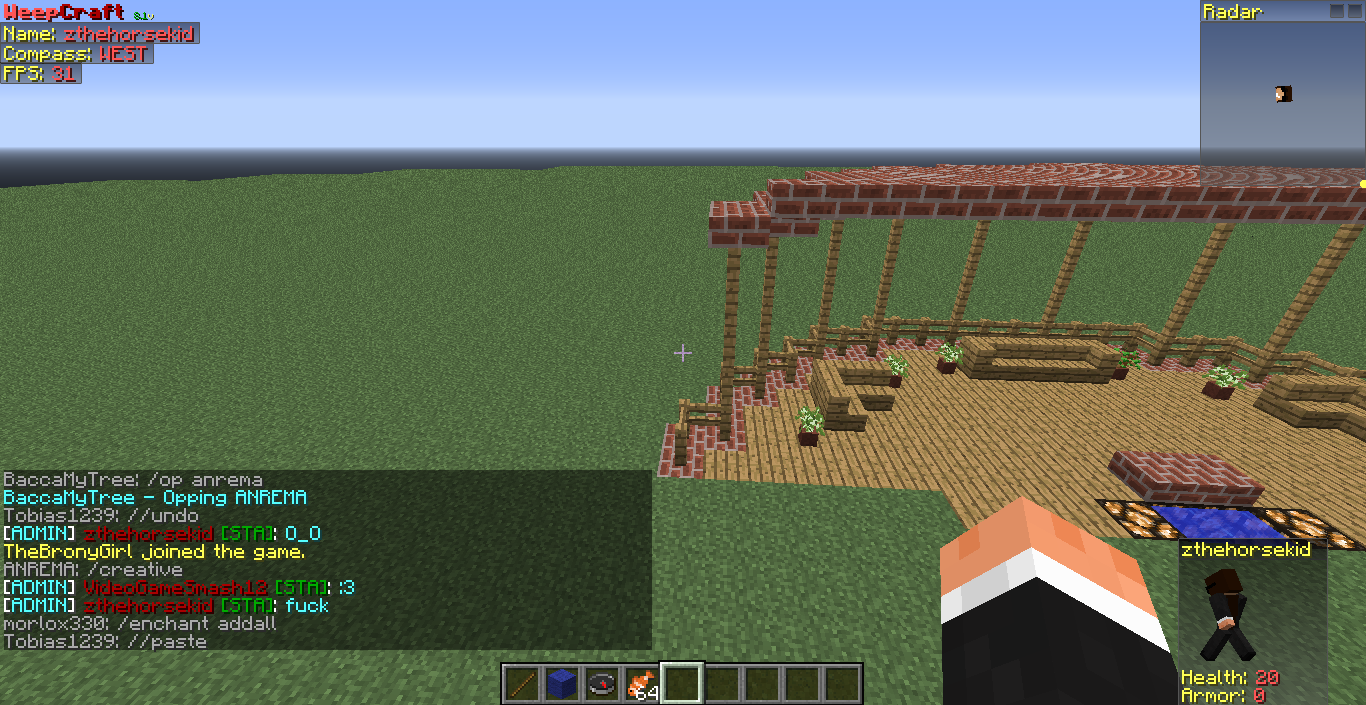 WeepCraft 8.1v
Radar
Name: zthehorsekid
Compass: WEST
FPS: 31
BaccaMyTree: /op anrema
BaccaMyTree - Opping ANREMA
Tobias1239: //undo
[ADMIN] zthehorsekid [STA]: O_O
TheBronyGirl joined the game.
ANREMA: /creative
[ADMIN] VideoGameSmash12 [STA]: :3
[ADMIN] zthehorsekid [STA]: fuck
morlox330: /enchant addall
Tobias1239: //paste
64
zthehorsekid
Health: 20
Armor: 0